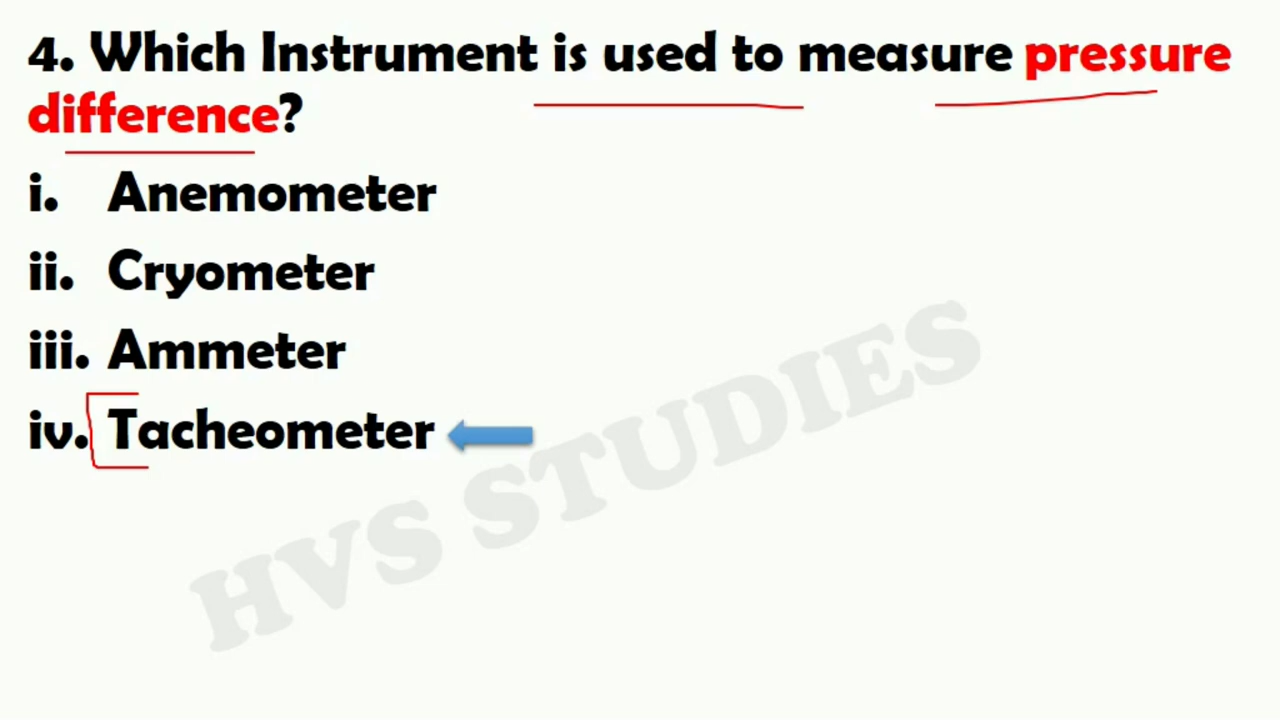 4. Which Instrument is used to measure pressure
difference?
i. Anemometer
ii. Cryometer
iii. Ammeter
iv. Tacheometer
HVS STUDIES